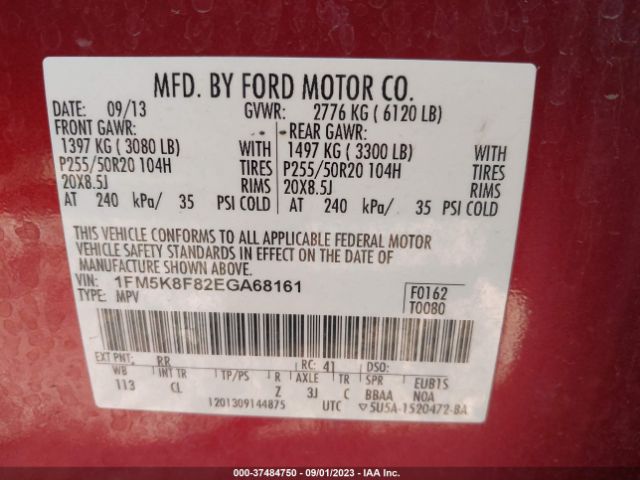 MFD. BY FORD MOTOR CO.
DATE: 09/13 GVWR: 2776 KG ( 6120 LB)
FRONT GAWR: REAR GAWR:
1397 KG ( 3080 LB) WITH 1497 KG ( 3300 LB) WITH
P255/50R20 104H TIRES P255/50R20 104H TIRES
20X8.5J RIMS 20X8.5J RIMS
AT 240 kPa/ 35 PSI COLD AT 240 kPa/ 35 PSI COLD
THIS VEHICLE CONFORMS TO ALL APPLICABLE FEDERAL MOTOR
VEHICLE SAFETY STANDARDS IN EFFECT ON THE DATE OF
MANUFACTURE SHOWN ABOVE.
VIN: 1FM5K8F82EGA68161 F0162
TYPE: MPV T0080
EXT PNT: RR RC: 41 DSO:
WB INT TR TP/PS R AXLE TR SPR EUB1S
113 CL Z 3J C BBAA NOA
1201309144875 UTC ▽5U5A-1520472-BA
000-37484750 - 09/01/2023 - IAA Inc.